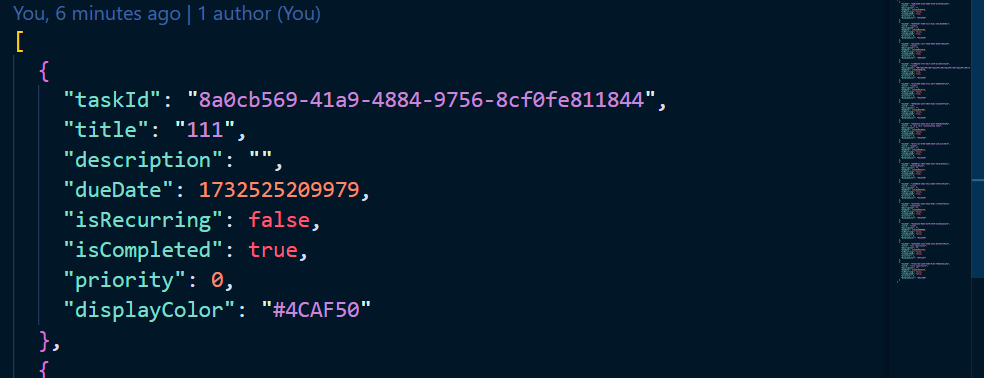 You, 6 minutes ago | 1 author (You)
[
{
"taskId": "8a0cb569-41a9-4884-9756-8cf0fe811844",
"title": "111",
"description": "",
"dueDate": 1732525209979,
"isRecurring": false,
"isCompleted": true,
"priority": 0,
"displayColor": "#4CAF50"
},
{